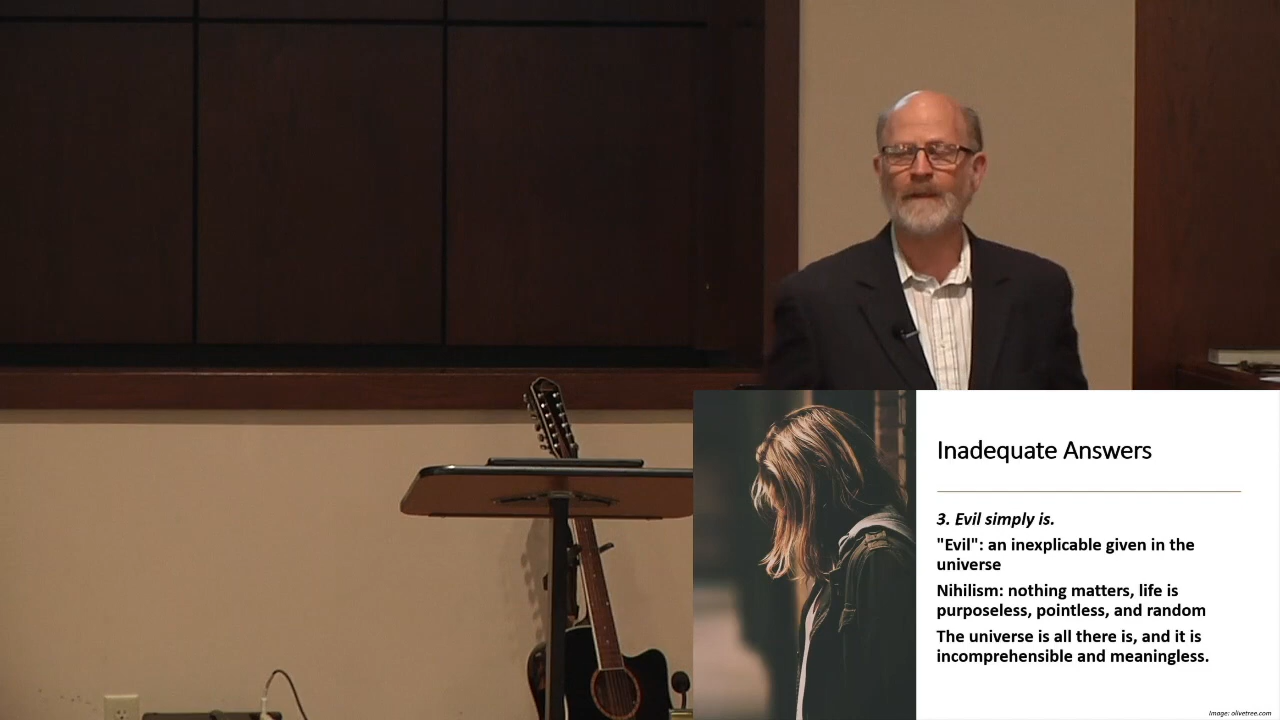 Inadequate Answers
3. Evil simply is.
"Evil": an inexplicable given in the
universe
Nihilism: nothing matters, life is
purposeless, pointless, and random
The universe is all there is, and it is
incomprehensible and meaningless.
Image: olivetree.com